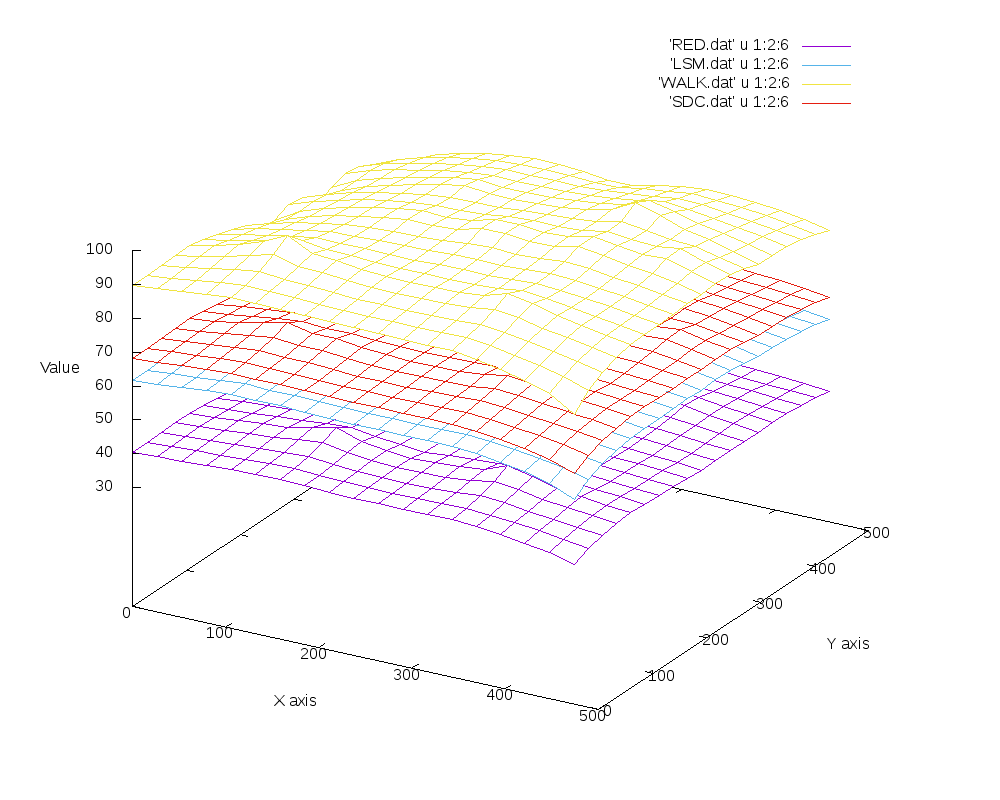 'RED.dat' u 1:2:6
'LSM.dat' u 1:2:6
'WALK.dat' u 1:2:6
'SDC.dat' u 1:2:6
100
90
80
70
Value
60
50
40
30
0
100
200
300
400
500
X axis
0
100
200
300
400
500
Y axis